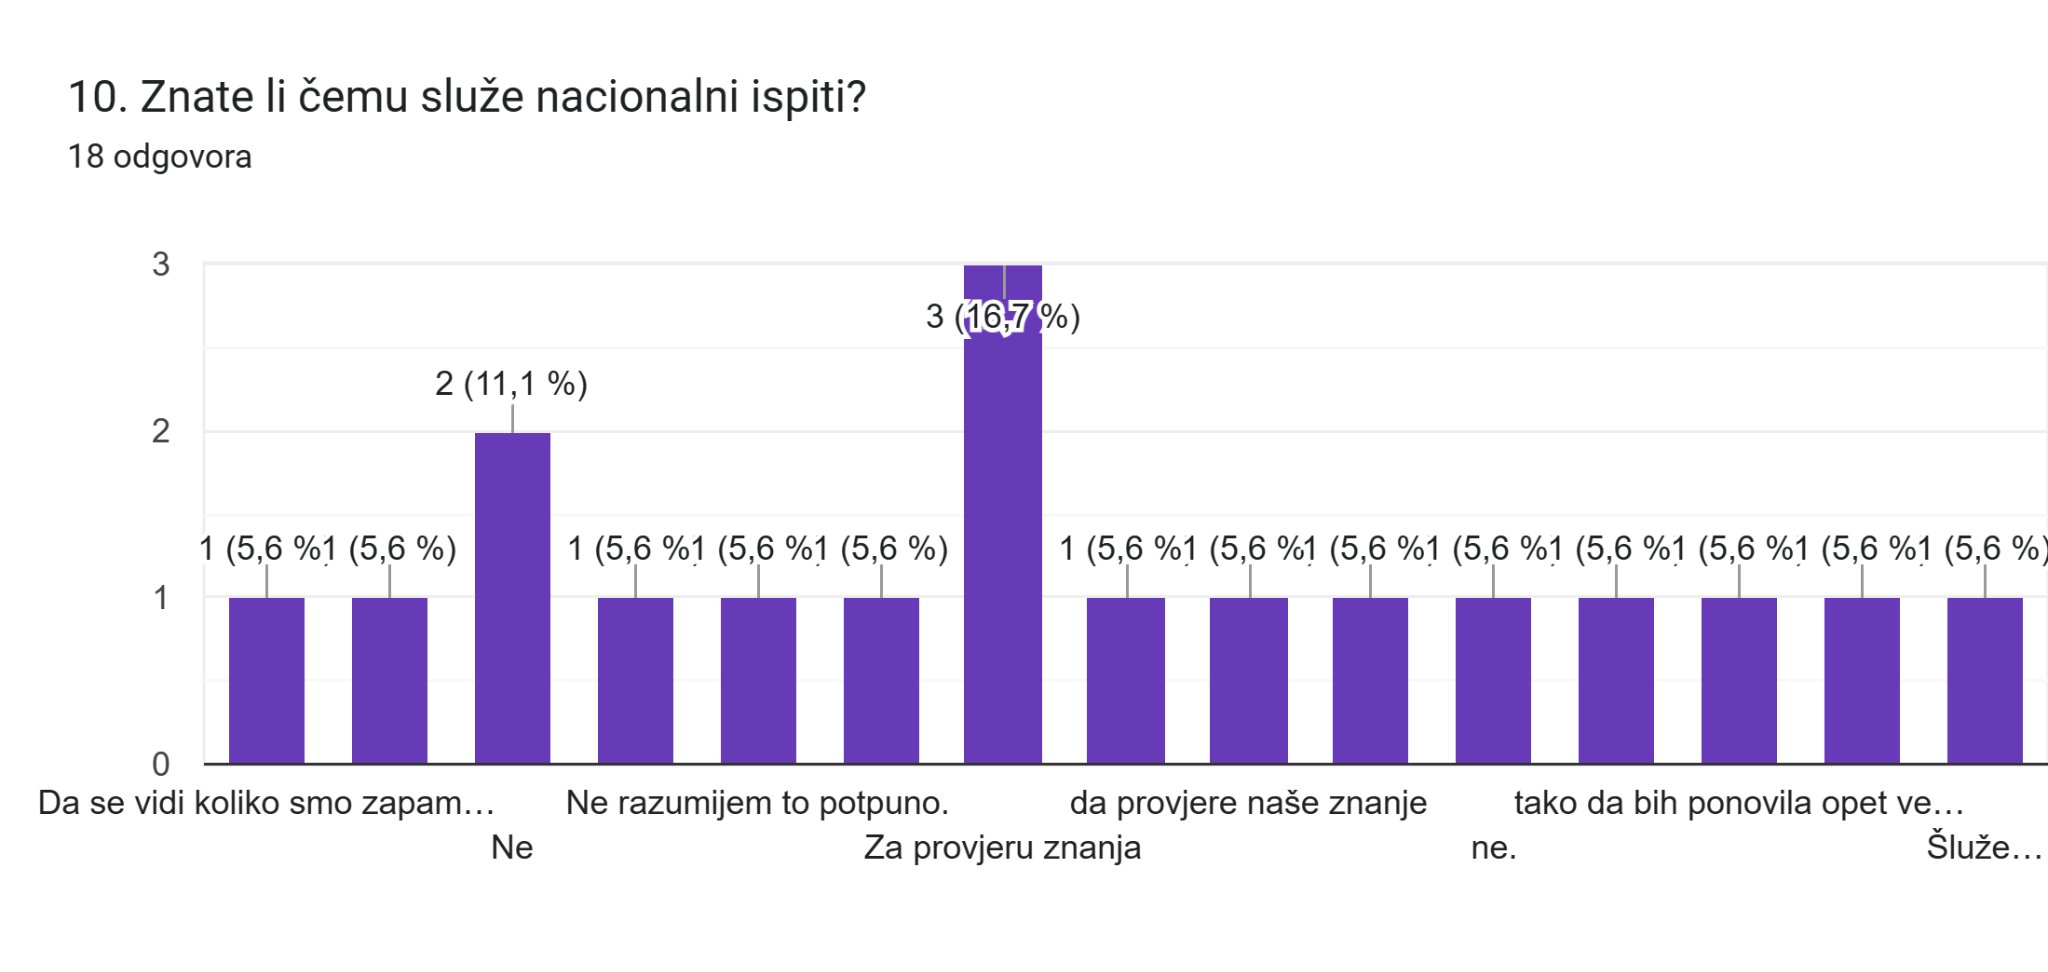 10. Znate li čemu služe nacionalni ispiti?
18 odgovora
3
3 (16,7 %)
2 (11,1 %)
2
1 (5,6 %1 (5,6 %) 1 (5,6 %1 (5,6 %1 (5,6 %) 1 (5,6 %1 (5,6 %1 (5,6 %1 (5,6 %1 (5,6 %1 (5,6 %1 (5,6 %1 (5,6 %)
1
0
Da se vidi koliko smo zapam… Ne razumijem to potpuno. da provjere naše znanje tako da bih ponovila opet ve…
Ne Za provjeru znanja ne. Šluže…